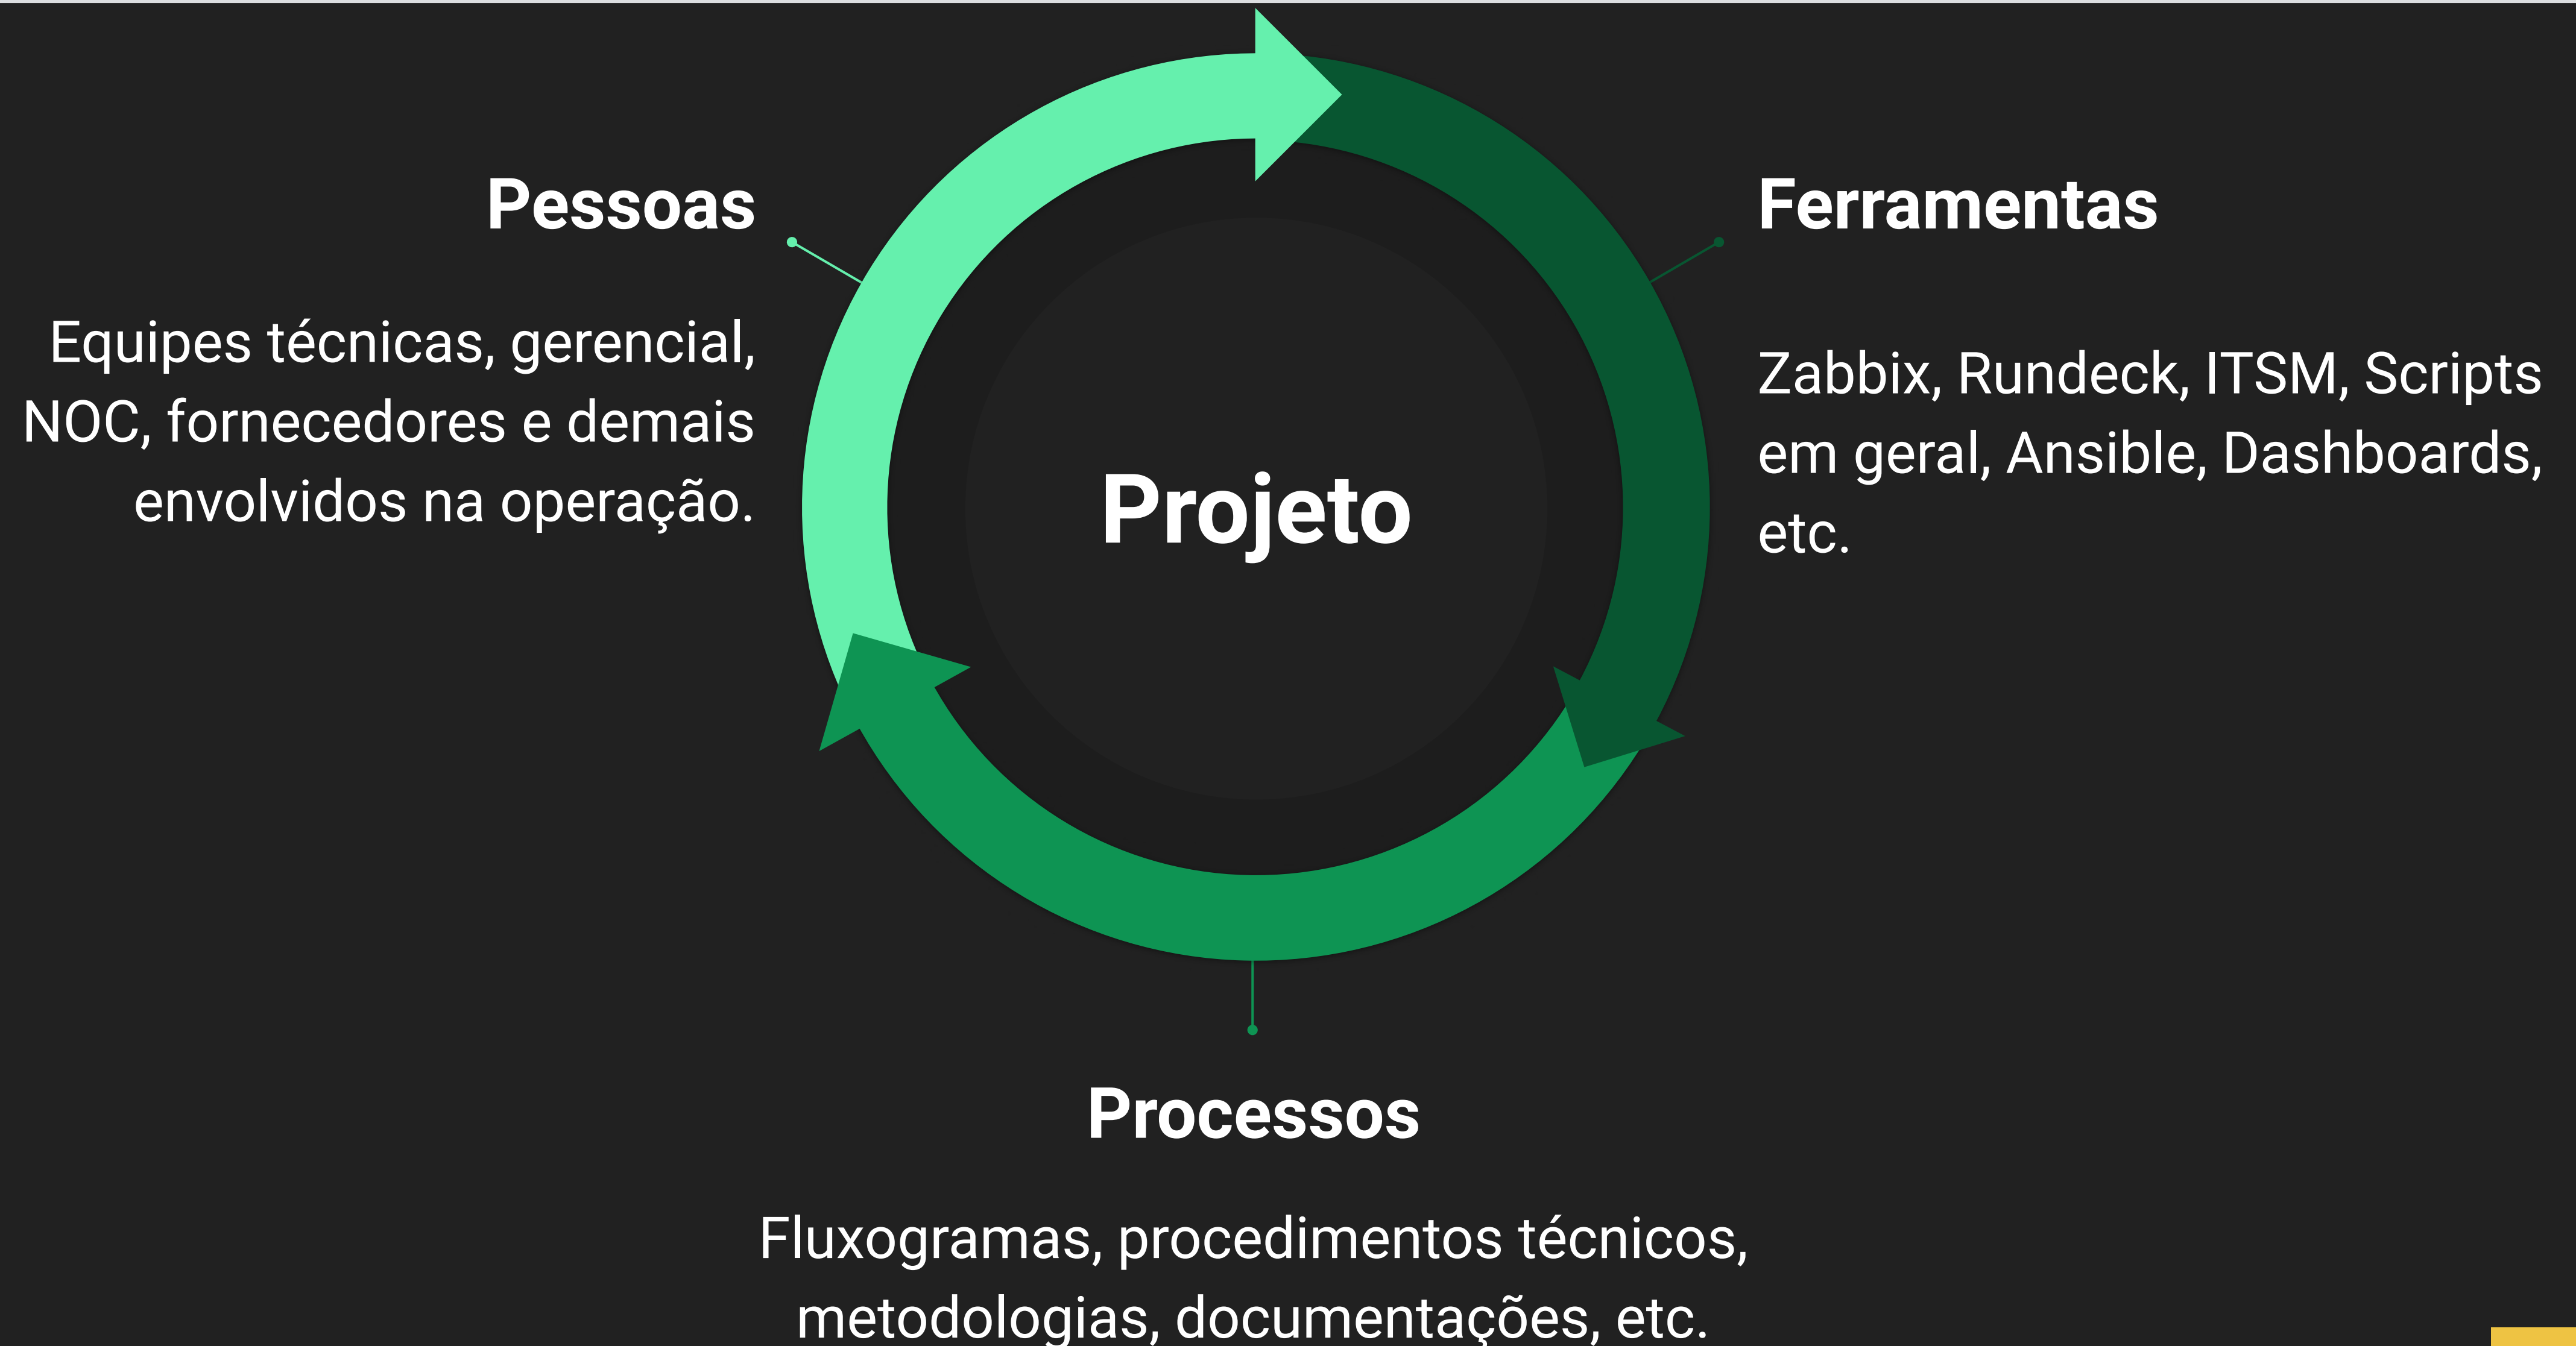 Pessoas
Equipes técnicas, gerencial,
NOC, fornecedores e demais
envolvidos na operação.
Projeto
Ferramentas
Zabbix, Rundeck, ITSM, Scripts
em geral, Ansible, Dashboards,
etc.
Processos
Fluxogramas, procedimentos técnicos,
metodologias, documentações, etc.